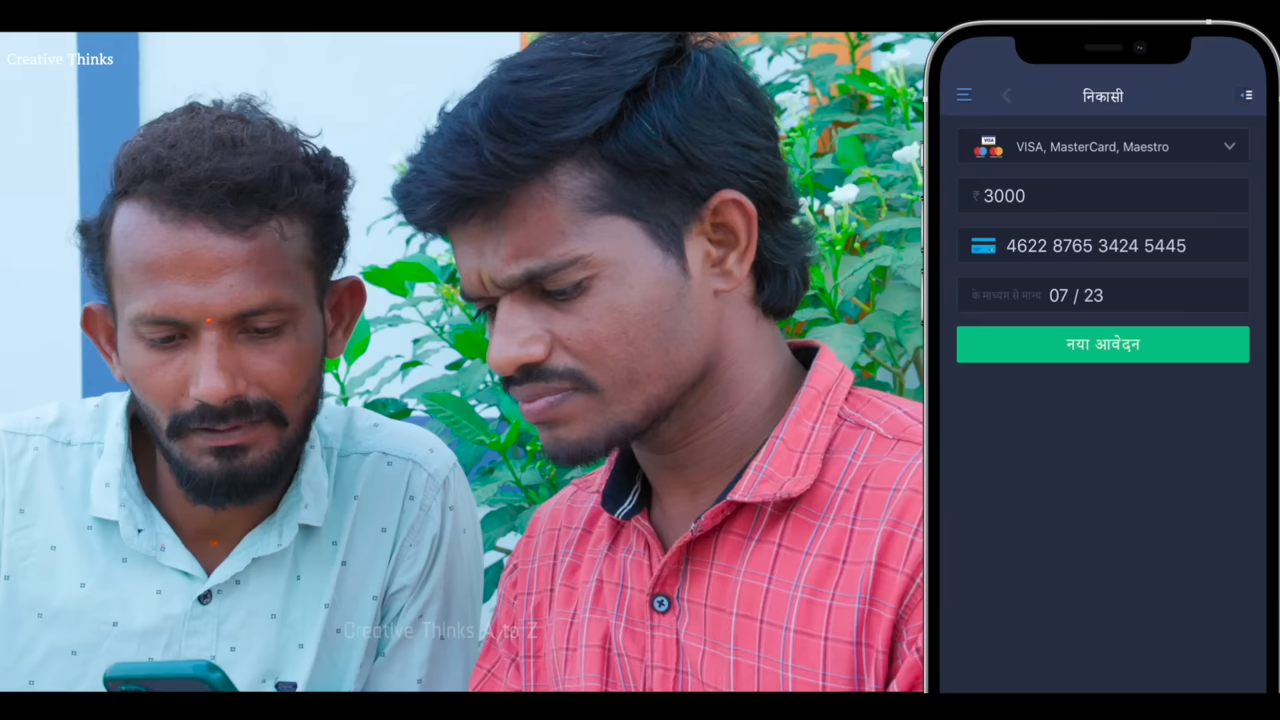 Creative Thinks
निकासी
VISA, MasterCard, Maestro
₹ 3000
4622 8765 3424 5445
के माध्यम से मान्य 07 / 23
नया आवेदन
Creative Thinks A to Z